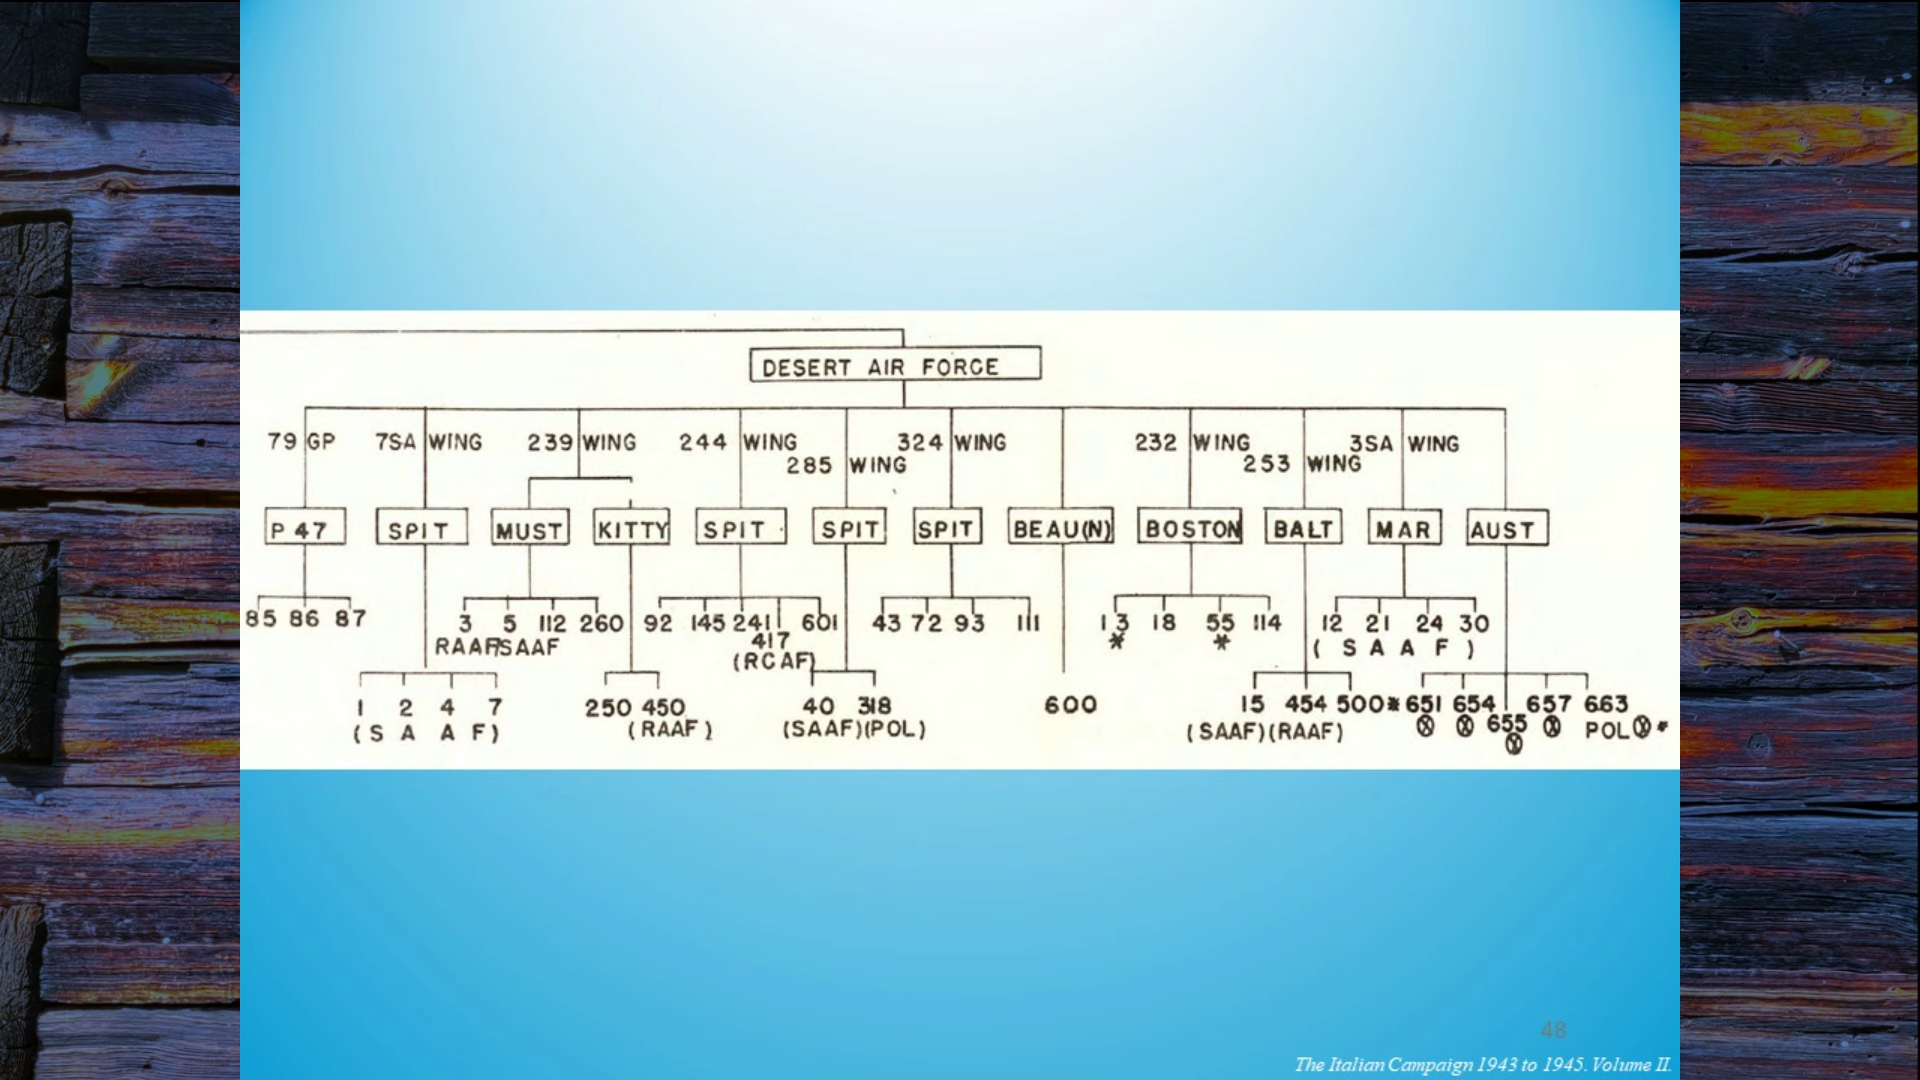 DESERT AIR FORCE
79 GP 7SA WING 239 WING 244 WING 324 WING 232 WING 3SA WING
285 WING 253 WING
P 47 SPIT MUST KITTY SPIT SPIT SPIT BEAU(N) BOSTON BALT MAR AUST
85 86 87 3 5 112 260 92 145 241 601 43 72 93 111 13 18 55 114 12 21 24 30
RAAF SAAF 417 * * (SAAF)
(RCAF)
1 2 4 7 250 450 40 318 600 15 454 500* 651 654 657 663
(SAAF) (RAAF) (SAAF)(POL) (SAAF)(RAAF) ⊗ ⊗ 655 ⊗ POL⊗*
⊗
48
The Italian Campaign 1943 to 1945. Volume II.